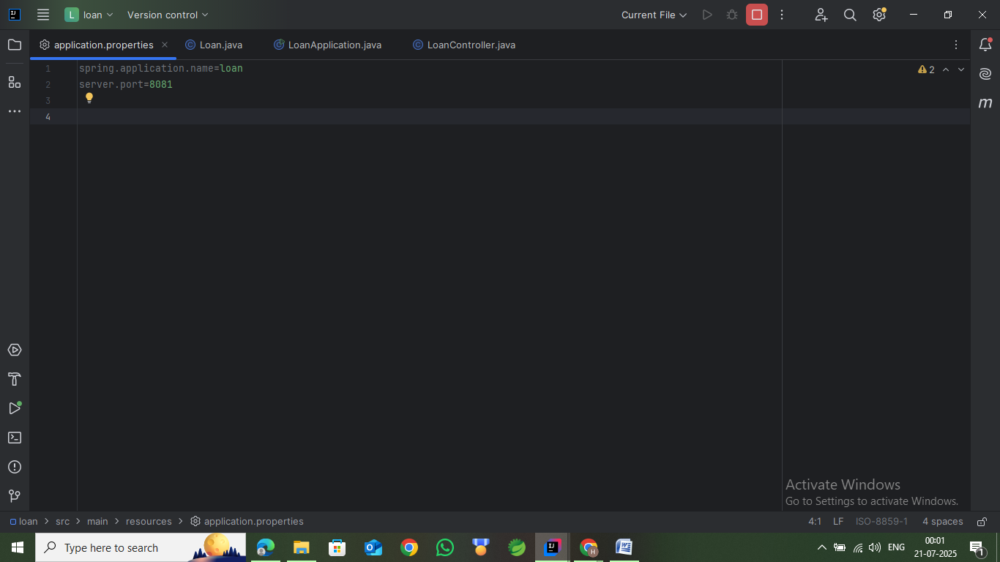 L loan Version control Current File
application.properties Loan.java LoanApplication.java LoanController.java
1 spring.application.name=loan
2 server.port=8081
3
4
2
m
Activate Windows
Go to Settings to activate Windows.
loan > src > main > resources > application.properties 4:1 LF ISO-8859-1 4 spaces
Type here to search
ENG
00:01
21-07-2025
1